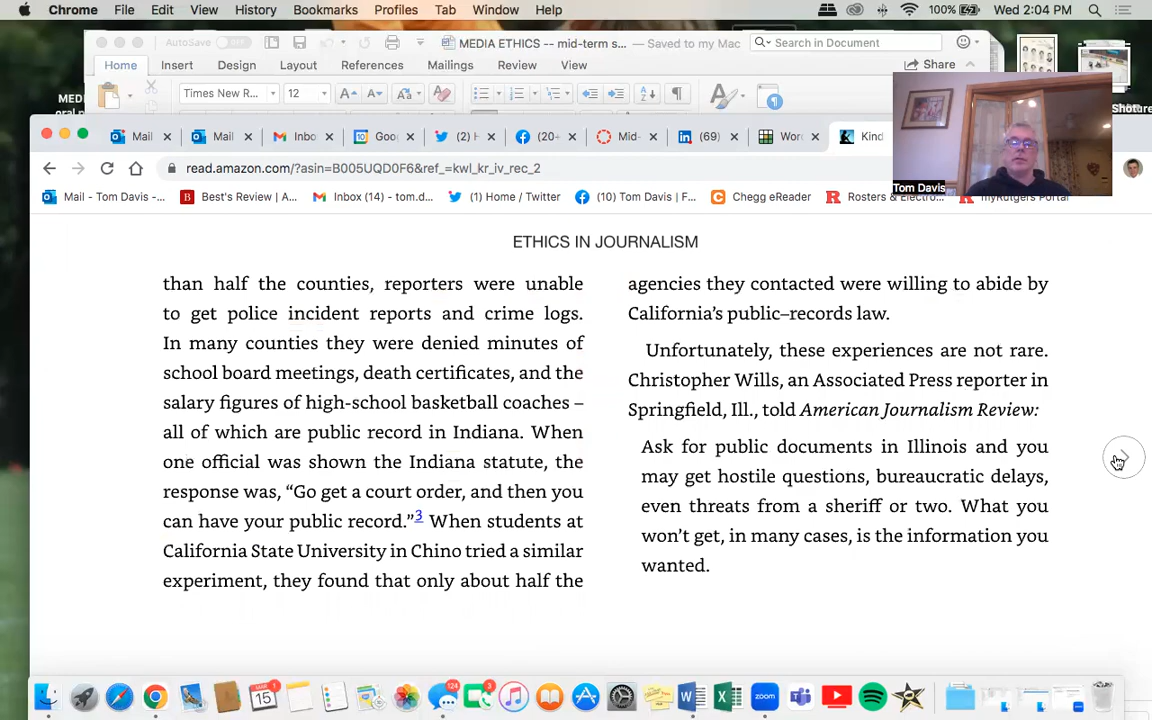 Chrome File Edit View History Bookmarks Profiles Tab Window Help 100% Wed 2:04 PM
AutoSave OFF MEDIA ETHICS -- mid-term s... — Saved to my Mac Search in Document
Home Insert Design Layout References Mailings Review View Share
Times New R... 12
MED
oral
Shot
hare
Mail Mail Inbo Goo (2) H (20+ Mid- (69) Wor Kind
read.amazon.com/?asin=B005UQD0F6&ref_=kwl_kr_iv_rec_2
Tom Davis
Mail - Tom Davis -... Best's Review | A... Inbox (14) - tom.d... (1) Home / Twitter (10) Tom Davis | F... Chegg eReader Rosters & Electro... myRutgers Portal
ETHICS IN JOURNALISM
than half the counties, reporters were unable
to get police incident reports and crime logs.
In many counties they were denied minutes of
school board meetings, death certificates, and the
salary figures of high-school basketball coaches –
all of which are public record in Indiana. When
one official was shown the Indiana statute, the
response was, “Go get a court order, and then you
can have your public record.”3 When students at
California State University in Chino tried a similar
experiment, they found that only about half the
agencies they contacted were willing to abide by
California’s public–records law.
Unfortunately, these experiences are not rare.
Christopher Wills, an Associated Press reporter in
Springfield, Ill., told American Journalism Review:
Ask for public documents in Illinois and you
may get hostile questions, bureaucratic delays,
even threats from a sheriff or two. What you
won’t get, in many cases, is the information you
wanted.
15
124
3